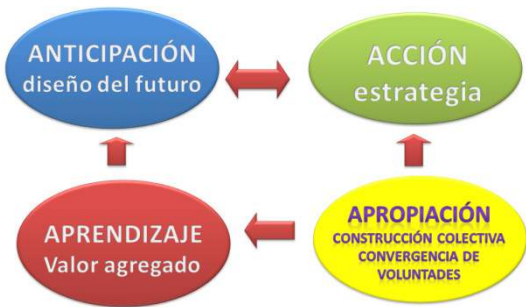 ANTICIPACIÓN
diseño del futuro
ACCIÓN
estrategia
APRENDIZAJE
Valor agregado
APROPIACIÓN
CONSTRUCCIÓN COLECTIVA
CONVERGENCIA DE
VOLUNTADES